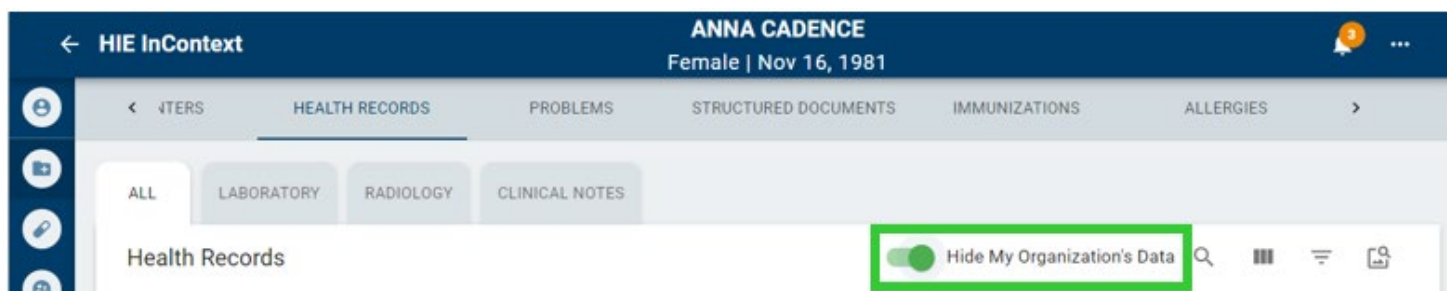 HIE InContext
ANNA CADENCE
Female | Nov 16, 1981
3
HEALTH RECORDS PROBLEMS STRUCTURED DOCUMENTS IMMUNIZATIONS ALLERGIES
ALL LABORATORY RADIOLOGY CLINICAL NOTES
Health Records Hide My Organization's Data